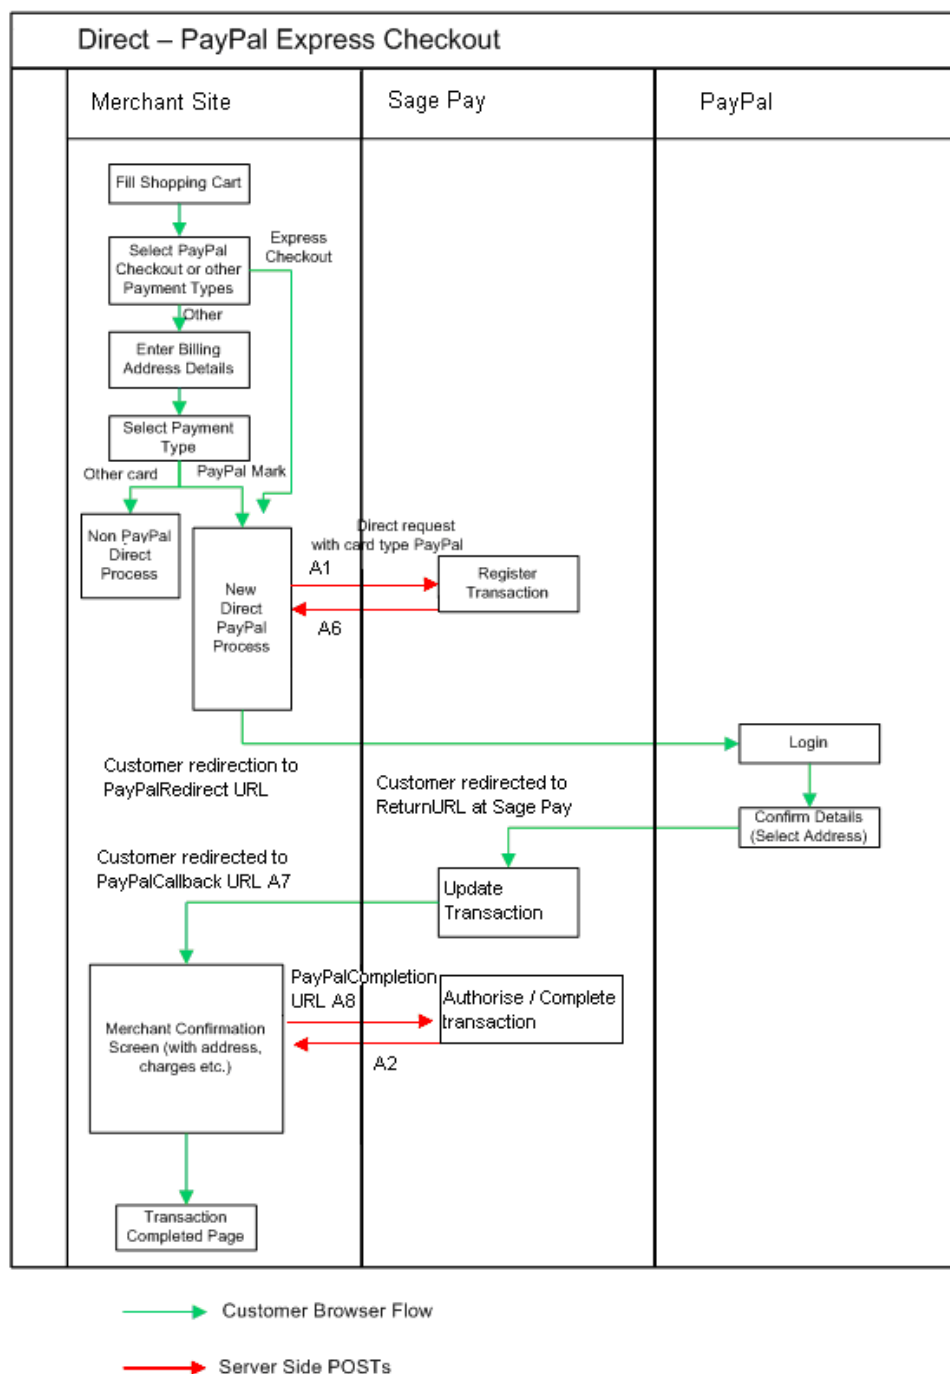 Direct – PayPal Express Checkout
Merchant Site
Sage Pay
PayPal
Fill Shopping Cart
Select PayPal
Checkout or other
Payment Types
Express
Checkout
Other
Enter Billing
Address Details
Select Payment
Type
Other card
PayPal Mark
Non PayPal
Direct
Process
New
Direct
PayPal
Process
Direct request
with card type PayPal
A1
A6
Register
Transaction
Login
Customer redirection to
PayPalRedirect URL
Customer redirected to
ReturnURL at Sage Pay
Confirm Details
(Select Address)
Customer redirected to
PayPalCallback URL A7
Update
Transaction
Merchant Confirmation
Screen (with address,
charges etc.)
PayPalCompletion
URL A8
A2
Authorise / Complete
transaction
Transaction
Completed Page
Customer Browser Flow
Server Side POSTs